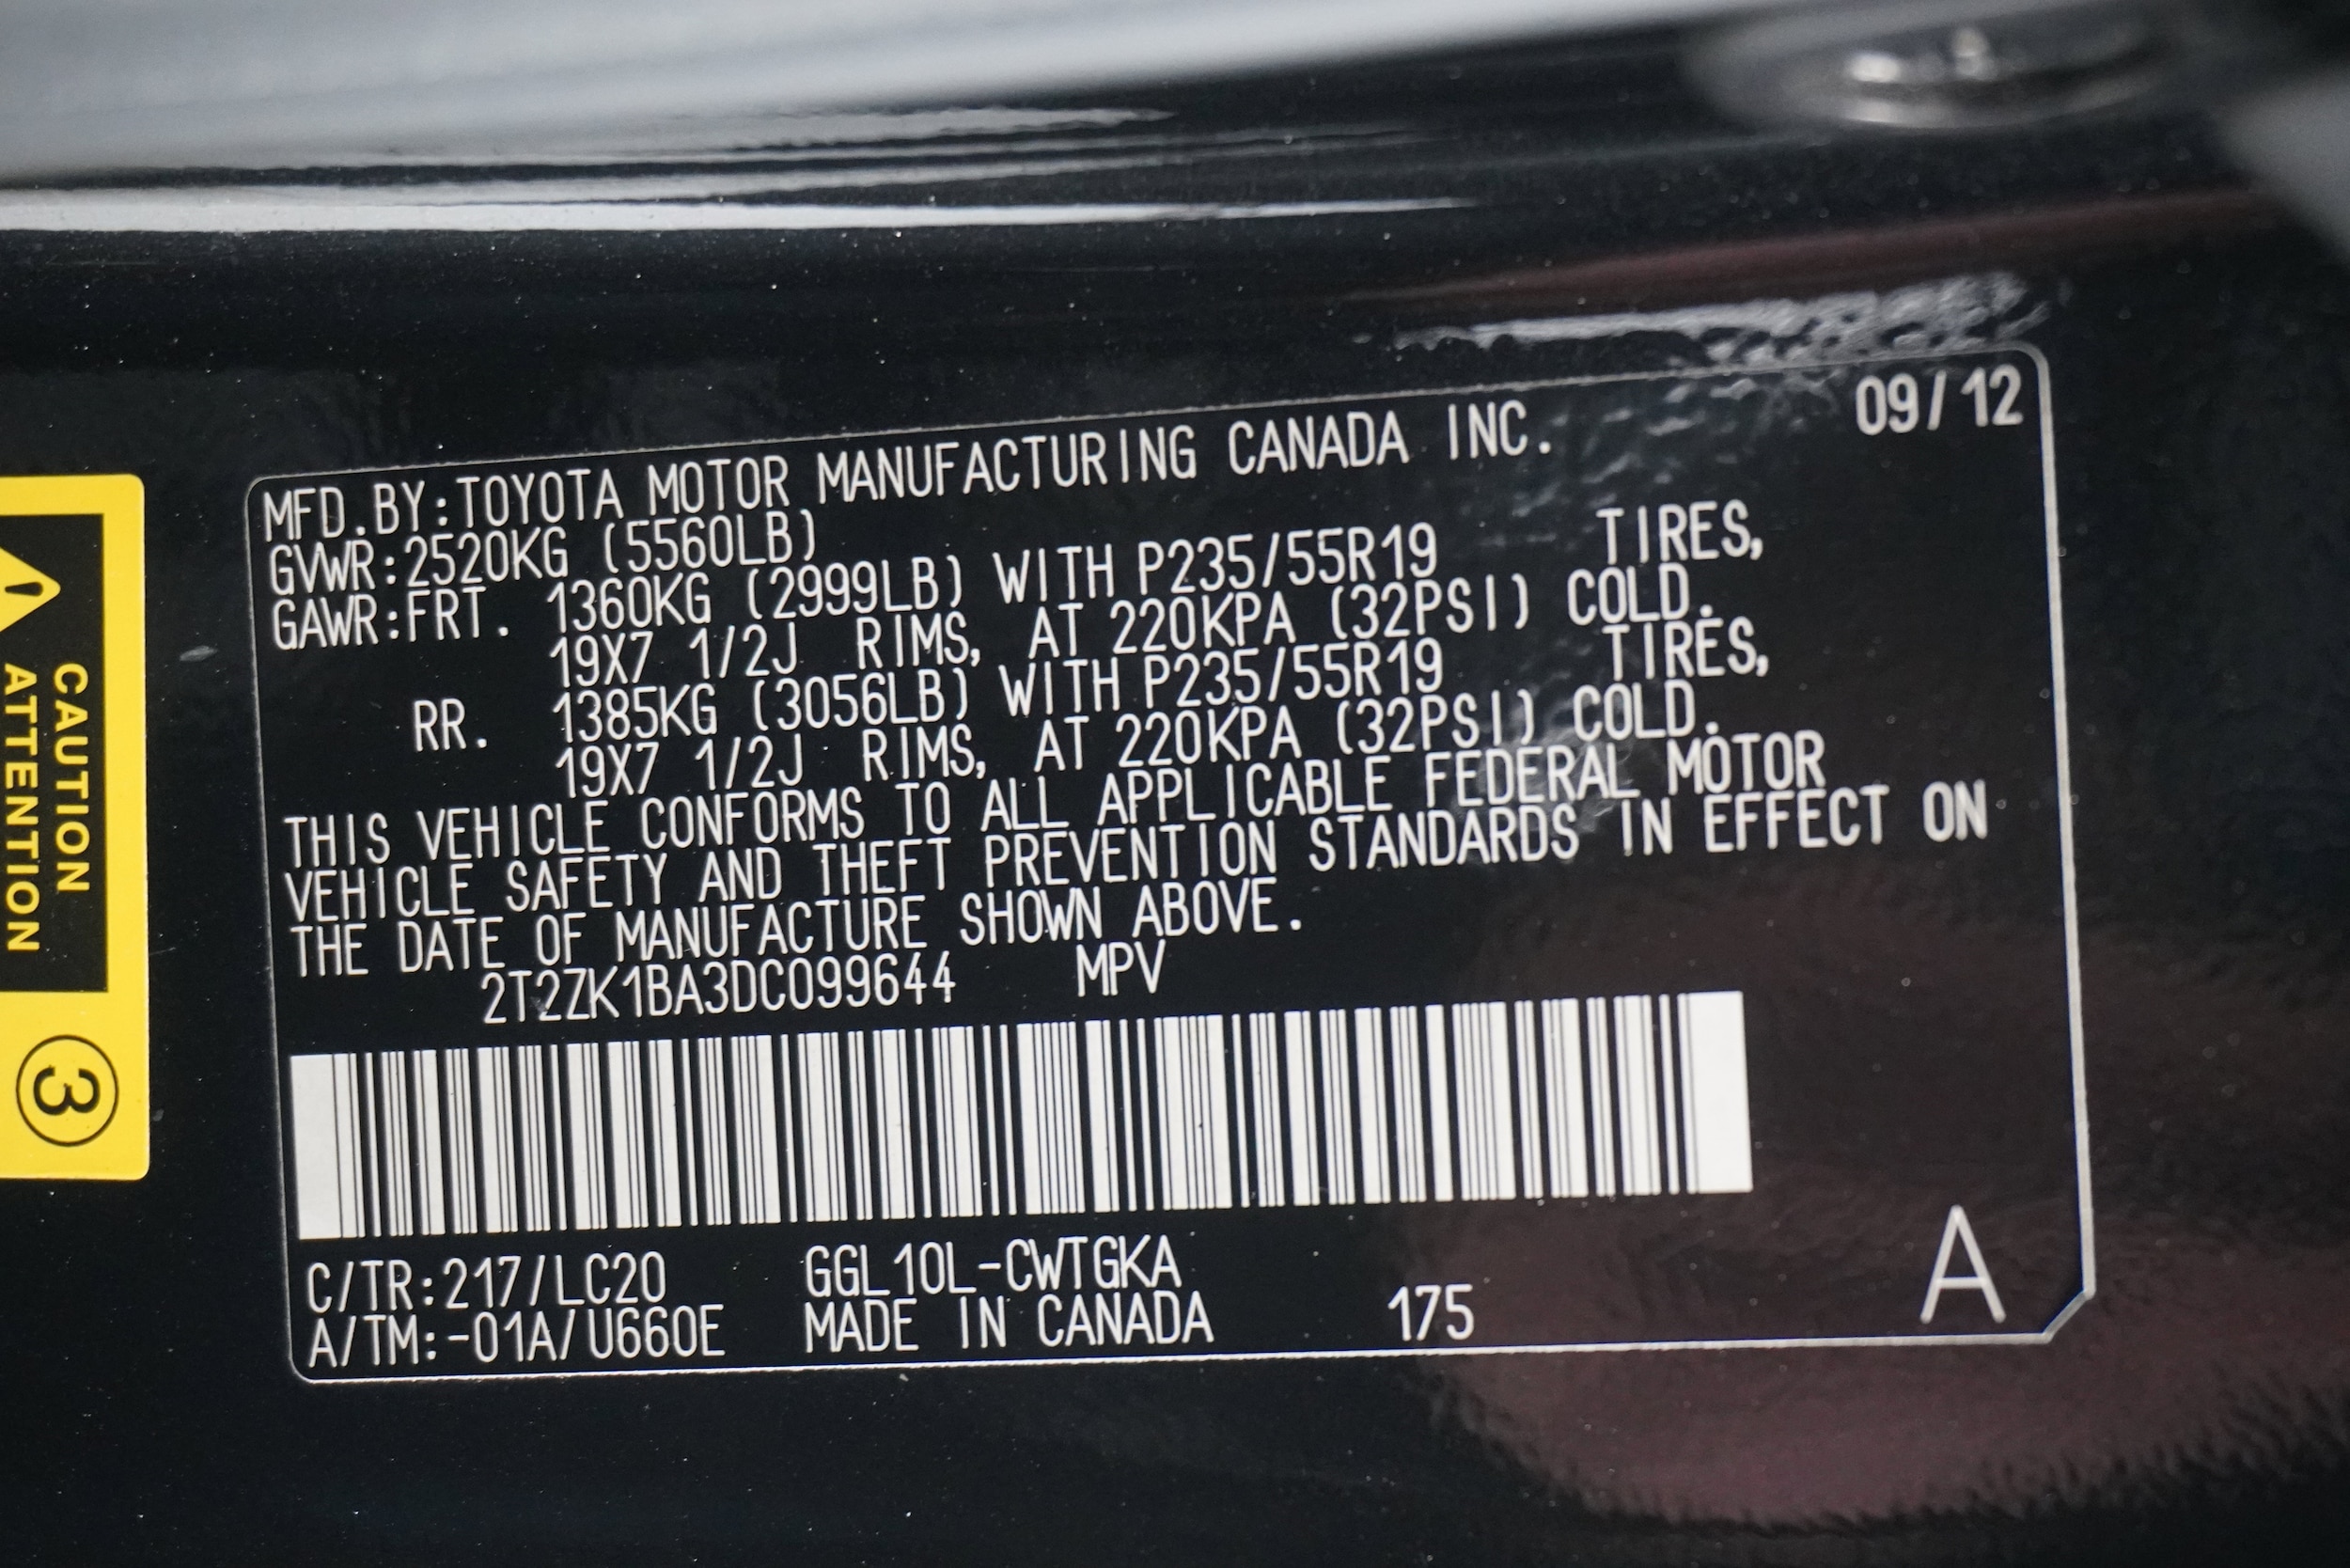 MFD.BY:TOYOTA MOTOR MANUFACTURING CANADA INC. 09/12
GVWR:2520KG (5560LB)
GAWR:FRT. 1360KG (2999LB) WITH P235/55R19 TIRES,
19X7 1/2J RIMS, AT 220KPA (32PSI) COLD.
RR. 1385KG (3056LB) WITH P235/55R19 TIRES,
19X7 1/2J RIMS, AT 220KPA (32PSI) COLD.
THIS VEHICLE CONFORMS TO ALL APPLICABLE FEDERAL MOTOR
VEHICLE SAFETY AND THEFT PREVENTION STANDARDS IN EFFECT ON
THE DATE OF MANUFACTURE SHOWN ABOVE.
2T2ZK1BA3DC099644 MPV
C/TR:217/LC20 GGL10L-CWTGKA
A/TM:-01A/U660E MADE IN CANADA 175 A
CAUTION
ATTENTION
3